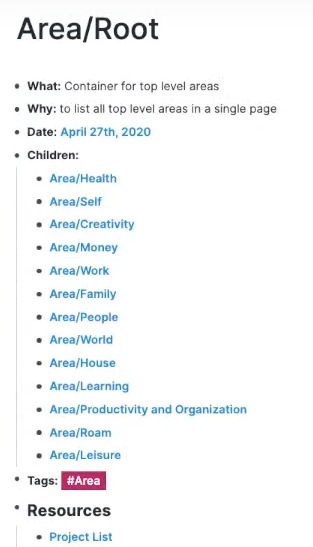 Area/Root
What: Container for top level areas
Why: to list all top level areas in a single page
Date: April 27th, 2020
Children:
Area/Health
Area/Self
Area/Creativity
Area/Money
Area/Work
Area/Family
Area/People
Area/World
Area/House
Area/Learning
Area/Productivity and Organization
Area/Roam
Area/Leisure
Tags: #Area
Resources
Project List